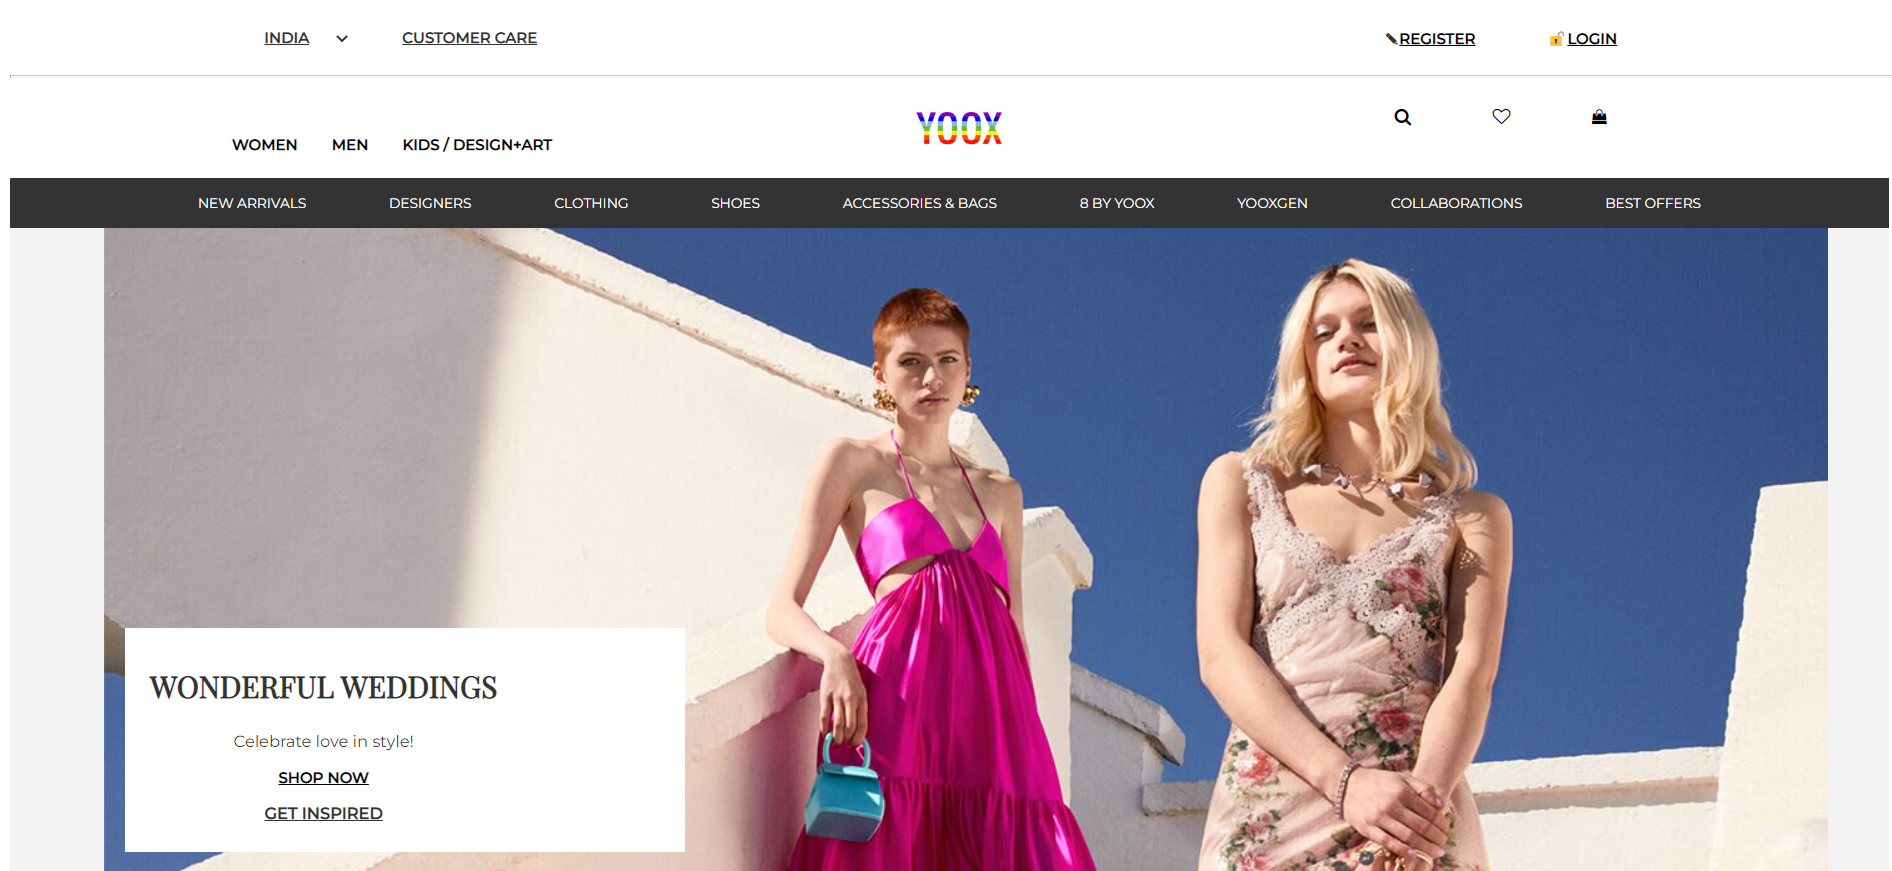 INDIA CUSTOMER CARE REGISTER LOGIN
WOMEN MEN KIDS / DESIGN+ART YOOX
NEW ARRIVALS DESIGNERS CLOTHING SHOES ACCESSORIES & BAGS 8 BY YOOX YOOXGEN COLLABORATIONS BEST OFFERS
WONDERFUL WEDDINGS
Celebrate love in style!
SHOP NOW
GET INSPIRED